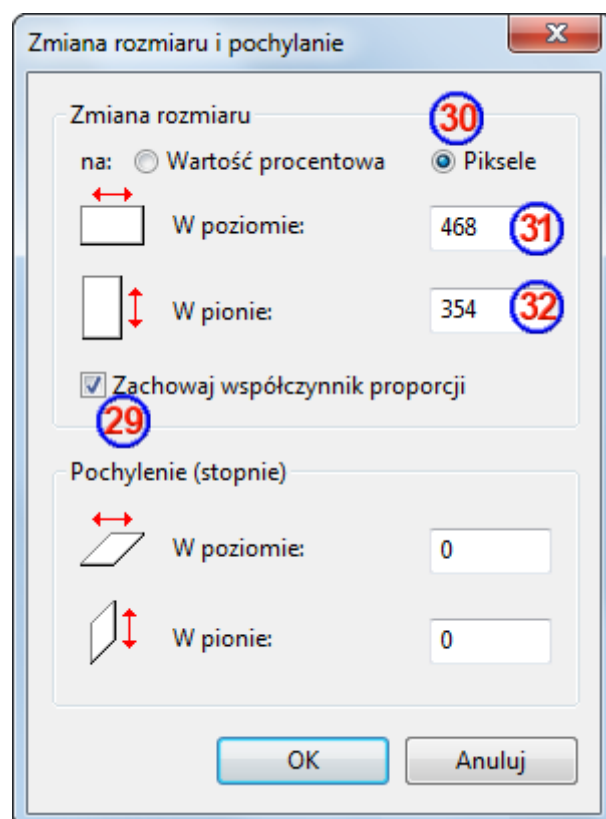 Zmiana rozmiaru i pochylanie
Zmiana rozmiaru
30
na: Wartość procentowa Piksele
W poziomie: 468 31
W pionie: 354 32
Zachowaj współczynnik proporcji
29
Pochylenie (stopnie)
W poziomie: 0
W pionie: 0
OK Anuluj